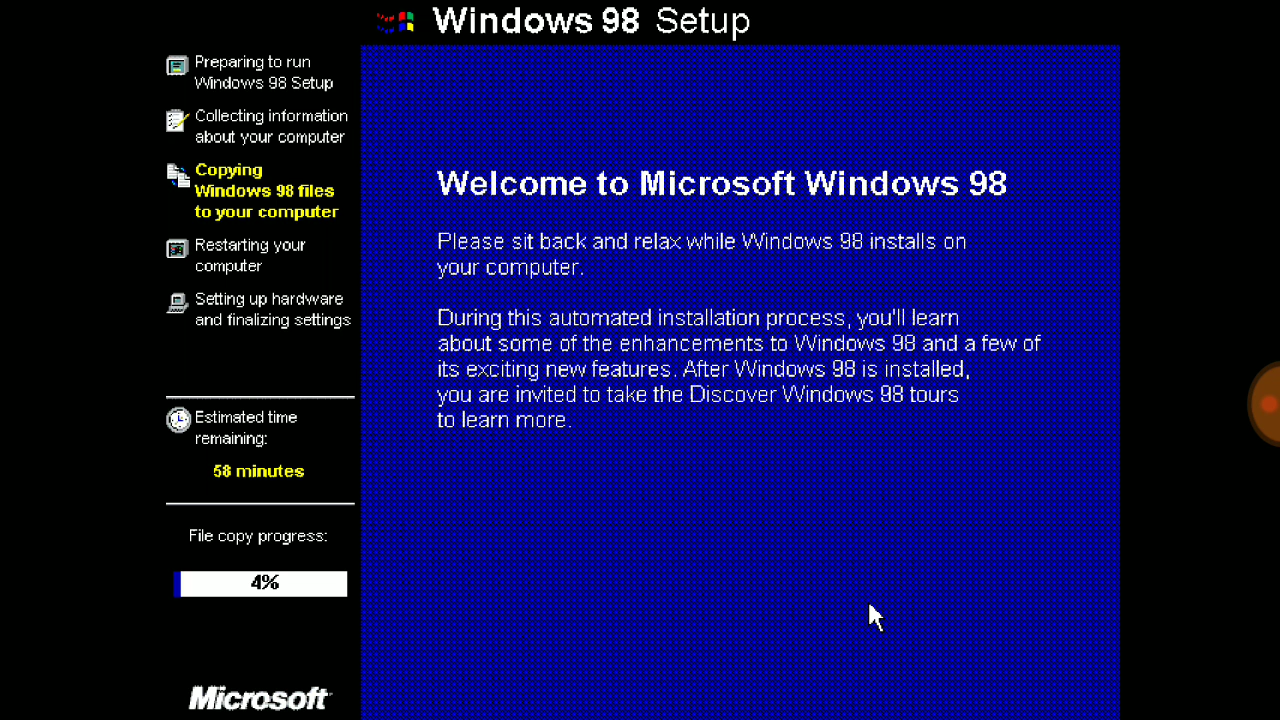 Windows 98 Setup
Preparing to run
Windows 98 Setup
Collecting information
about your computer
Copying
Windows 98 files
to your computer
Restarting your
computer
Setting up hardware
and finalizing settings
Estimated time
remaining:
58 minutes
File copy progress:
4%
Microsoft
Welcome to Microsoft Windows 98
Please sit back and relax while Windows 98 installs on
your computer.
During this automated installation process, you'll learn
about some of the enhancements to Windows 98 and a few of
its exciting new features. After Windows 98 is installed,
you are invited to take the Discover Windows 98 tours
to learn more.